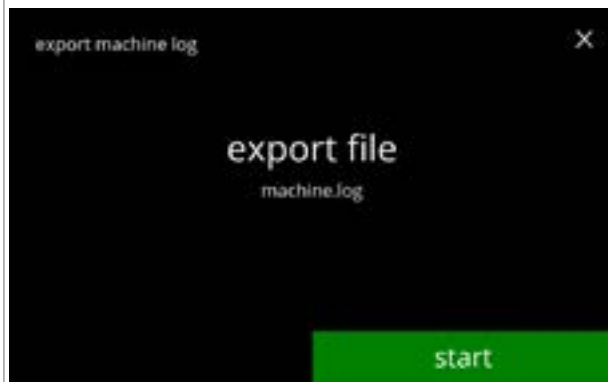 export machine log
X
export file
machine.log
start